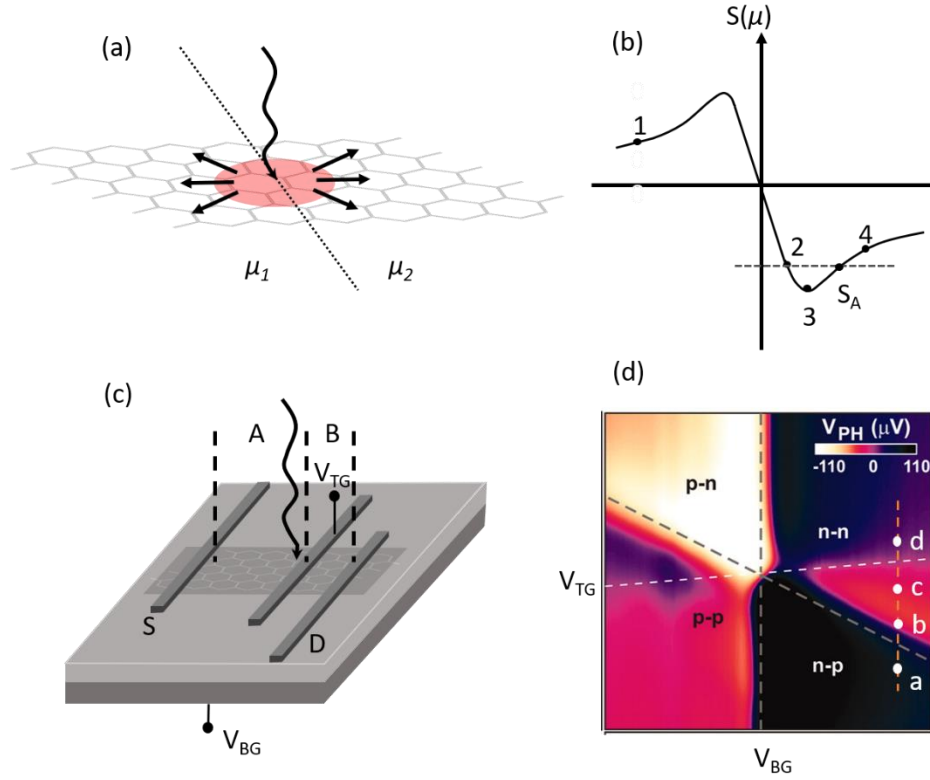 (a)
μ1
μ2
(b)
S(μ)
1
2
3
4
SA
(c)
A
B
VTG
S
D
VBG
(d)
VPH (μV)
-110 0 110
p-n
n-n
d
c
b
a
p-p
n-p
VTG
VBG